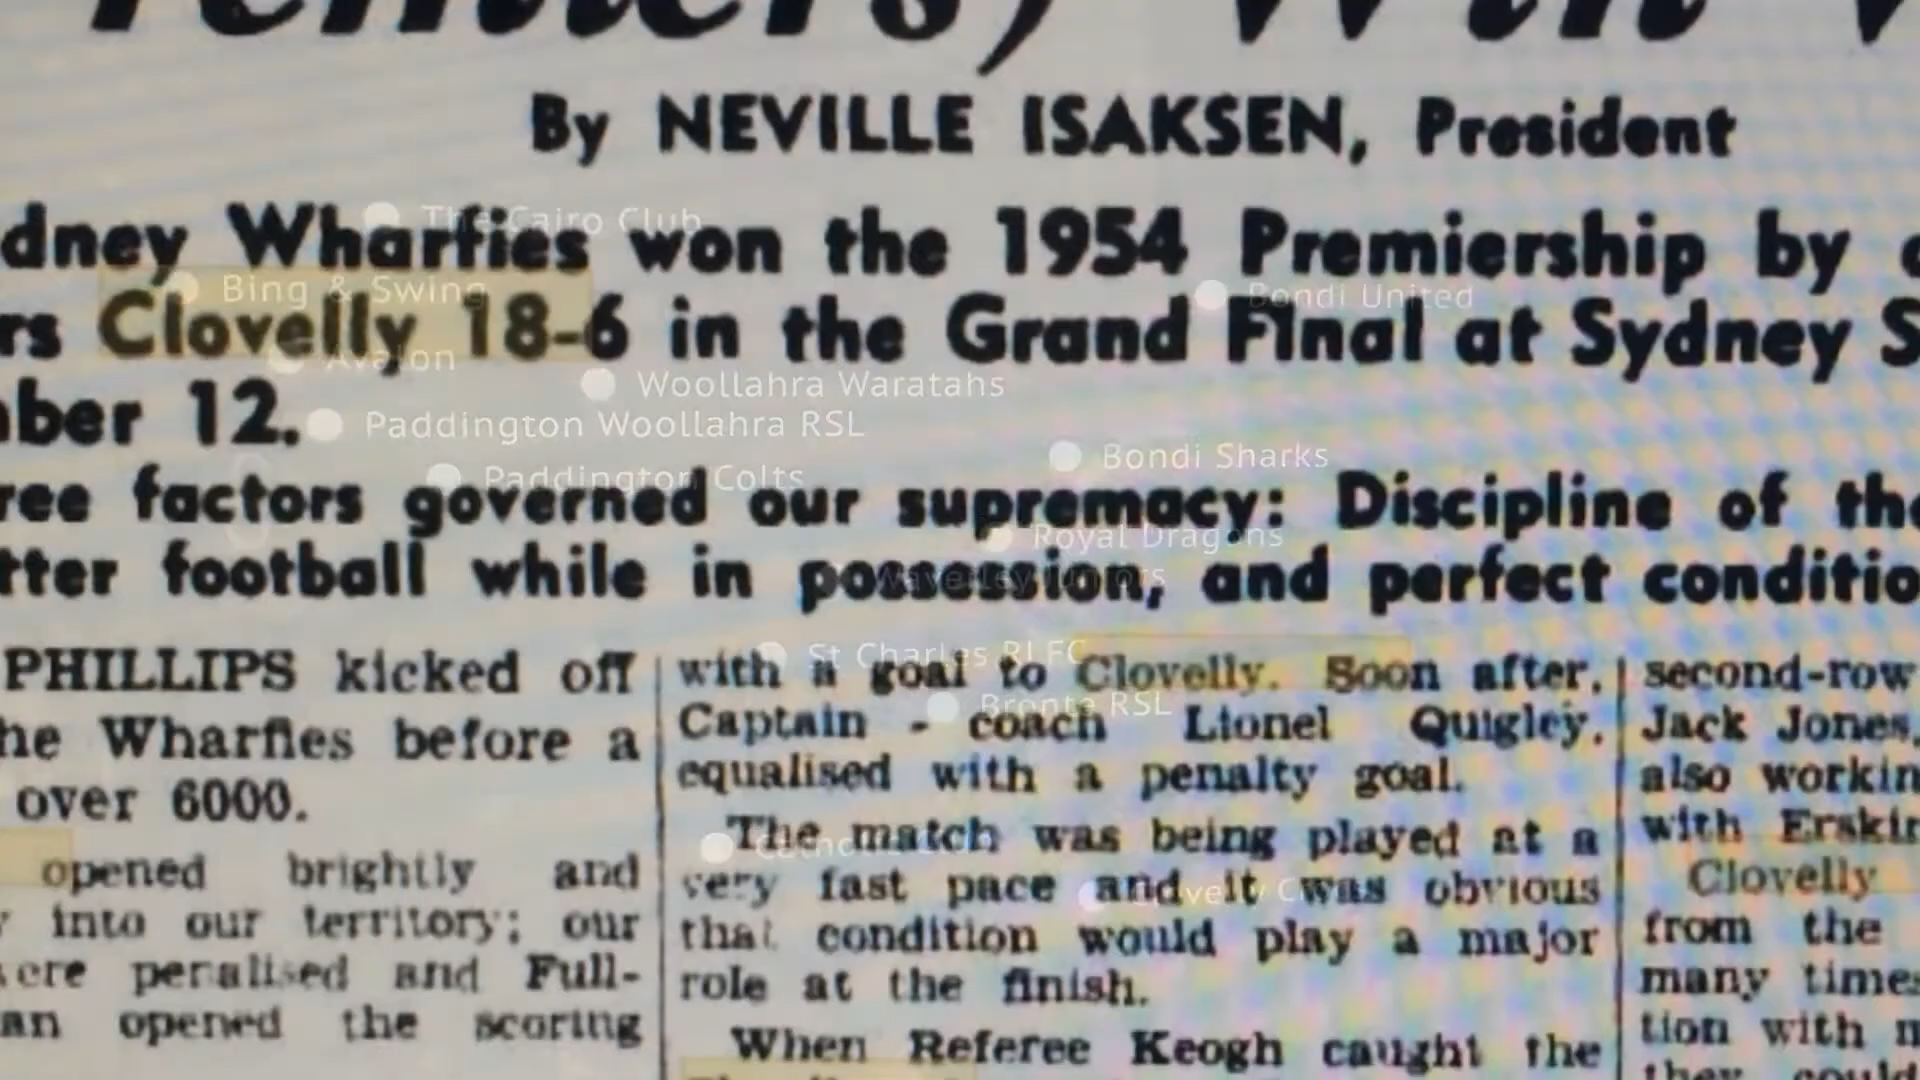 By NEVILLE ISAKSEN, President
dney Wharfies won the 1954 Premiership by
rs Clovelly 18-6 in the Grand Final at Sydney S
ber 12.
ree factors governed our supremacy: Discipline of the
tter football while in possession, and perfect conditio
PHILLIPS kicked off
he Wharfies before a
over 6000.
opened brightly and
into our territory; our
were penalised and Full-
an opened the scoring
with a goal to Clovelly. Soon after,
Captain - coach Lionel Quigley,
equalised with a penalty goal.
The match was being played at a
very fast pace and it was obvious
that condition would play a major
role at the finish.
When Referee Keogh caught the
second-row
Jack Jones,
also workin
with Erskin
Clovelly
from the
many times
tion with
they could
The Cairo Club
Bing & Swing
Avalon
Bondi United
Woollahra Waratahs
Paddington Woollahra RSL
Paddington Colts
Bondi Sharks
Royal Dragons
St Charles RLFC
Bronte RSL